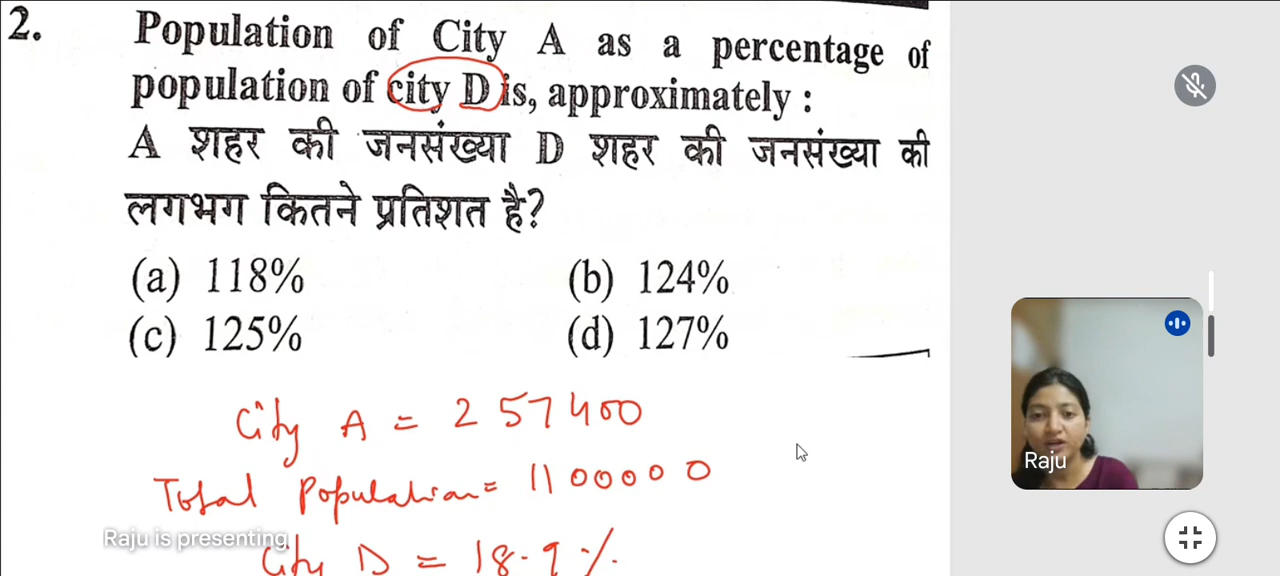 2. Population of City A as a percentage of
population of city D is, approximately :
A शहर की जनसंख्या D शहर की जनसंख्या की
लगभग कितने प्रतिशत है?
(a) 118% (b) 124%
(c) 125% (d) 127%
City A = 257400
Total Population = 1100000
City D = 18.9 %
Raju is presenting
Raju